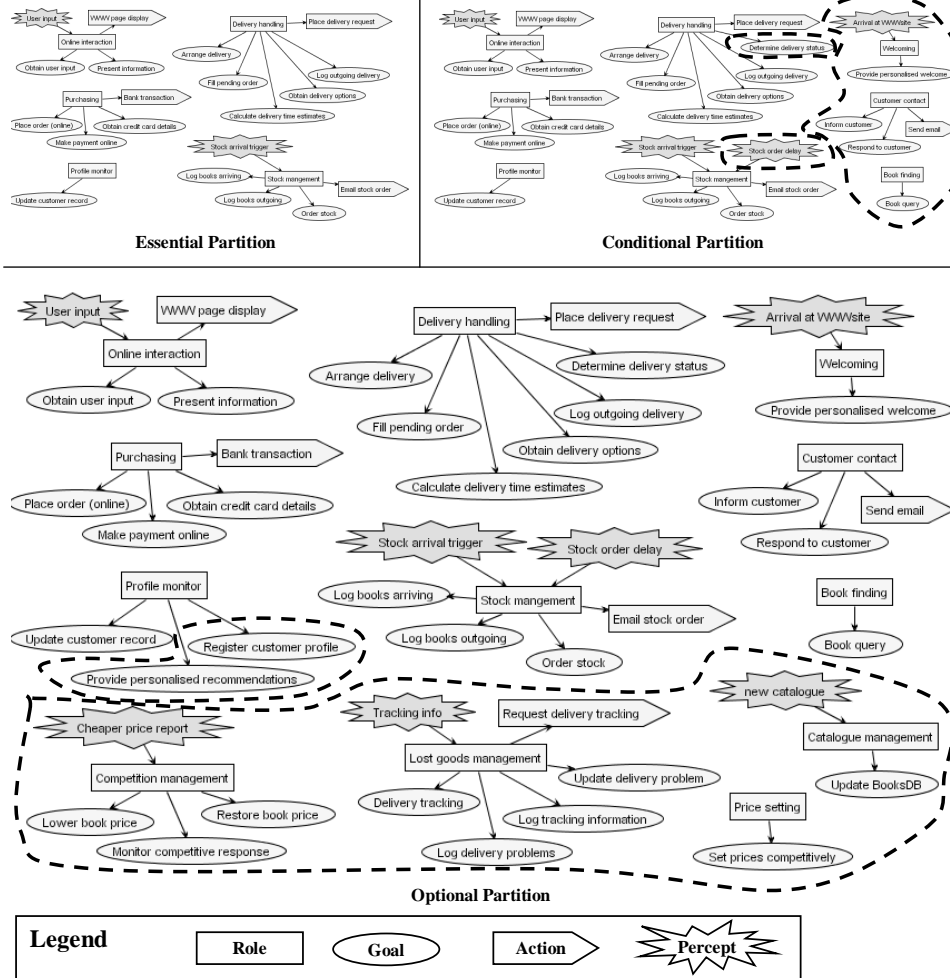 User input
WWW page display
Online interaction
Obtain user input
Present information
Delivery handling
Place delivery request
Arrange delivery
Log outgoing delivery
Fill pending order
Obtain delivery options
Calculate delivery time estimates
Purchasing
Bank transaction
Place order (online)
Obtain credit card details
Make payment online
Stock arrival trigger
Profile monitor
Log books arriving
Stock mengement
Email stock order
Update customer record
Log books outgoing
Order stock
Essential Partition
User input
WWW page display
Online interaction
Obtain user input
Present information
Delivery handling
Place delivery request
Determine delivery status
Arrange delivery
Log outgoing delivery
Fill pending order
Obtain delivery options
Calculate delivery time estimates
Arrival at WWWsite
Welcoming
Provide personalised welcome
Purchasing
Bank transaction
Place order (online)
Obtain credit card details
Make payment online
Customer contact
Inform customer
Send email
Respond to customer
Stock arrival trigger
Stock order delay
Profile monitor
Log books arriving
Stock mengement
Email stock order
Update customer record
Log books outgoing
Order stock
Book finding
Book query
Conditional Partition
User input
WWW page display
Online interaction
Obtain user input
Present information
Delivery handling
Place delivery request
Arrange delivery
Determine delivery status
Fill pending order
Log outgoing delivery
Obtain delivery options
Calculate delivery time estimates
Arrival at WWWsite
Welcoming
Provide personalised welcome
Purchasing
Bank transaction
Place order (online)
Obtain credit card details
Make payment online
Customer contact
Inform customer
Send email
Respond to customer
Stock arrival trigger
Stock order delay
Profile monitor
Log books arriving
Stock mengement
Email stock order
Update customer record
Register customer profile
Log books outgoing
Order stock
Provide personalised recommendations
Book finding
Book query
Cheaper price report
Competition management
Lower book price
Restore book price
Monitor competitive response
Tracking info
Request delivery tracking
Lost goods management
Update delivery problem
Delivery tracking
Log tracking information
Log delivery problems
new catalogue
Catalogue management
Update BooksDB
Price setting
Set prices competitively
Optional Partition
Legend
Role
Goal
Action
Percept